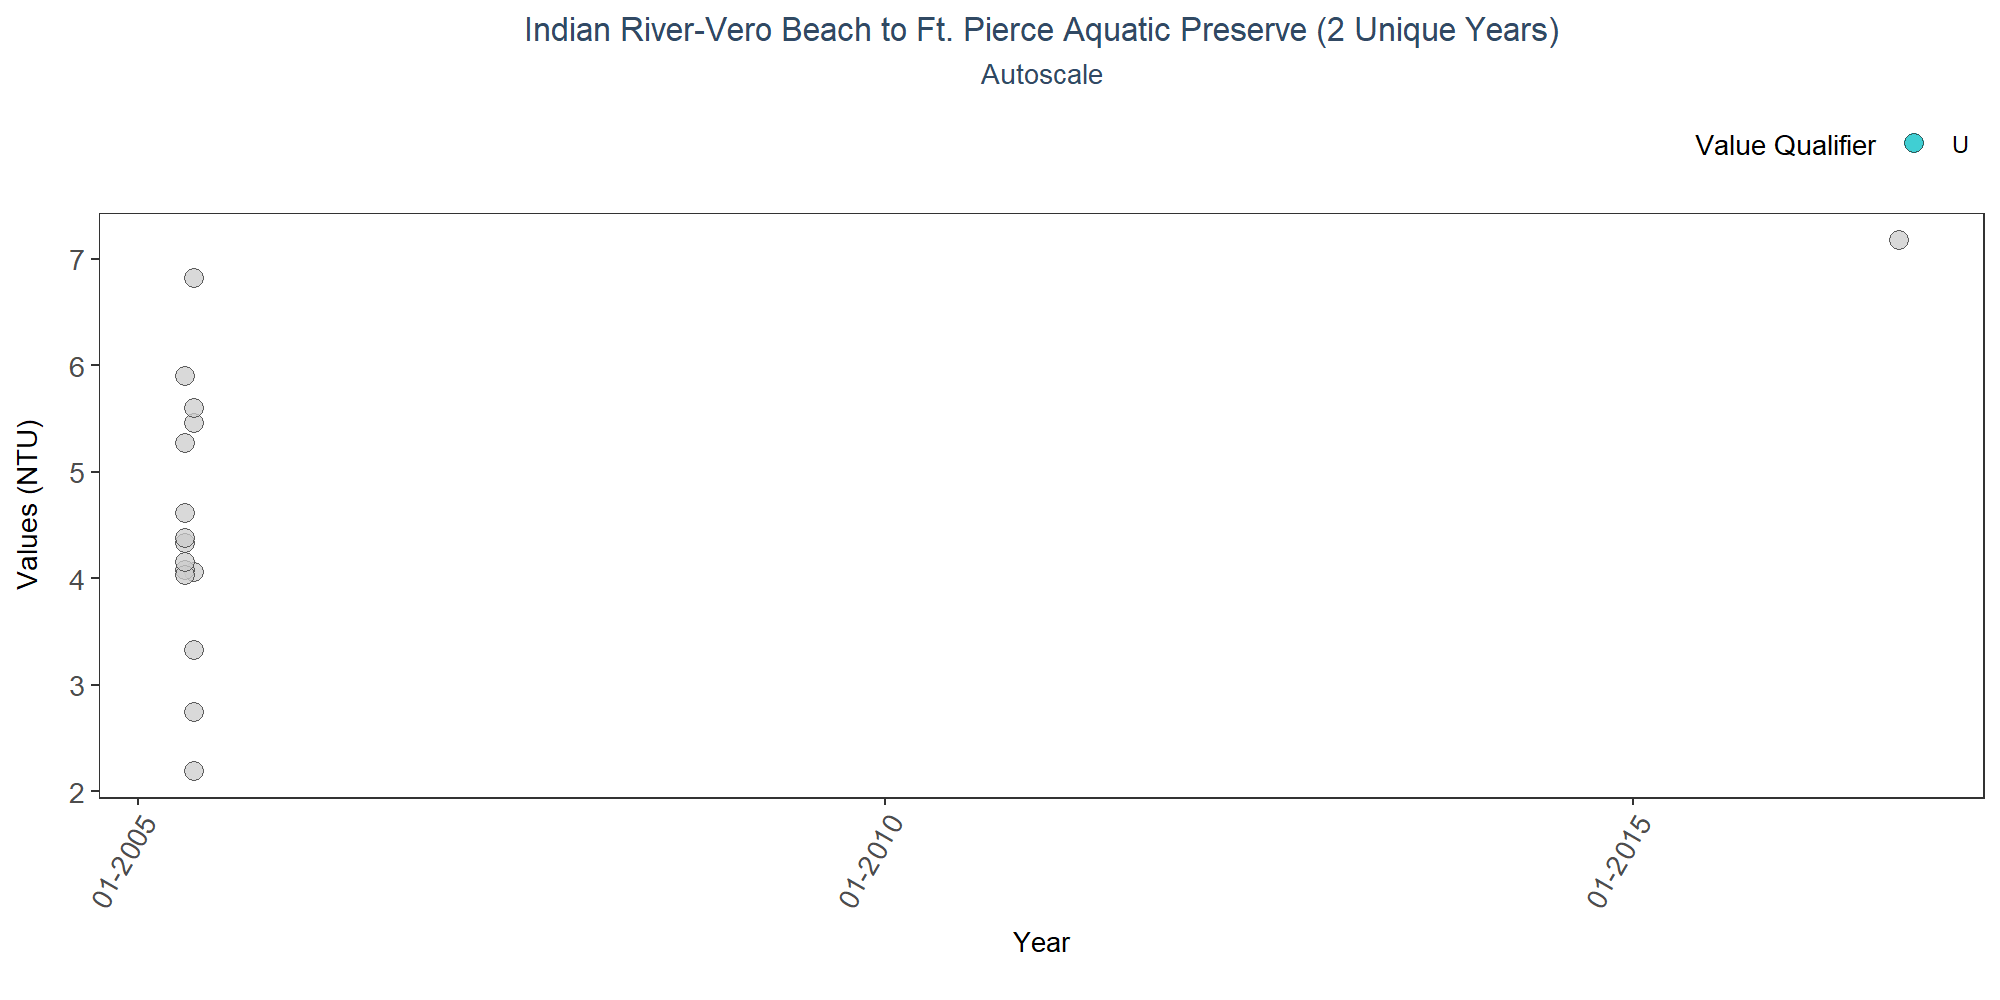 Indian River-Vero Beach to Ft. Pierce Aquatic Preserve (2 Unique Years)
Autoscale
Value Qualifier U
Values (NTU)
7
6
5
4
3
2
01-2005
01-2010
01-2015
Year